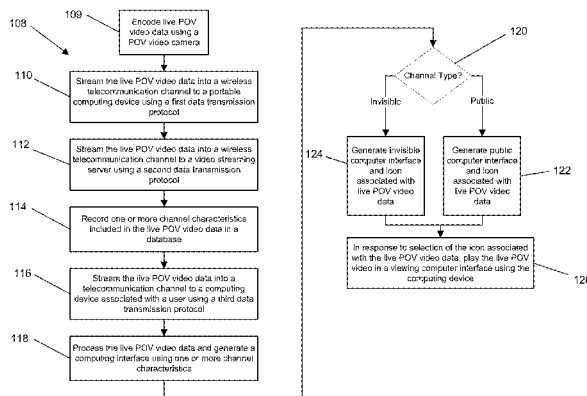 108
109
Encode live POV
video data using a
POV video camera
110
Stream the live POV video data into a wireless
telecommunication channel to a portable
computing device using a first data transmission
protocol
112
Stream the live POV video data into a wireless
telecommunication channel to a video streaming
server using a second data transmission
protocol
114
Record one or more channel characteristics
included in the live POV video data in a
database
116
Stream the live POV video data into a
telecommunication channel to a computing
device associated with a user using a third data
transmission protocol
118
Process the live POV video data and generate a
computing interface using one or more channel
characteristics
120
Channel Type?
Invisible
Public
124
Generate invisible
computer interface
and icon
associated with
live POV video
data
Generate public
computer interface
and icon
associated with
live POV video
data
122
In response to selection of the icon associated
with the live POV video data, play the live
POV video in a viewing computer interface using
the computing device
126